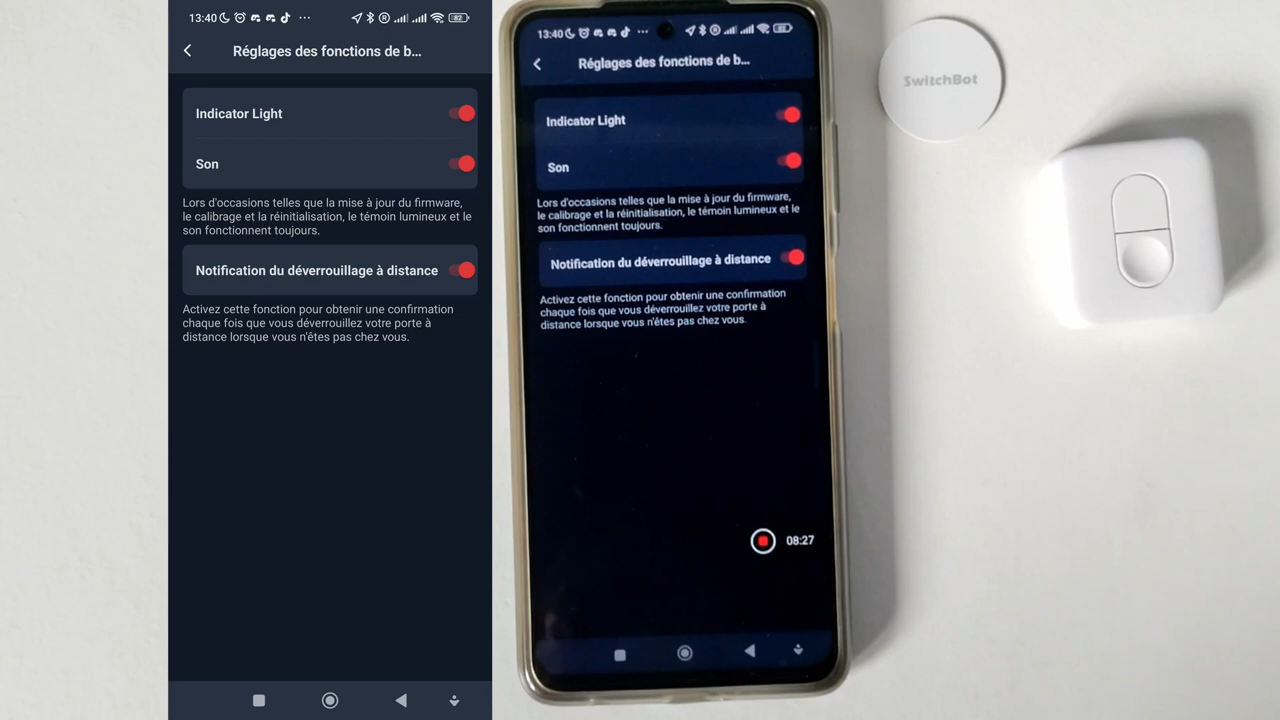 13:40
Réglages des fonctions de b...
Indicator Light
Son
Lors d'occasions telles que la mise à jour du firmware,
le calibrage et la réinitialisation, le témoin lumineux et le
son fonctionnent toujours.
Notification du déverrouillage à distance
Activez cette fonction pour obtenir une confirmation
chaque fois que vous déverrouillez votre porte à
distance lorsque vous n'êtes pas chez vous.
13:40
Réglages des fonctions de b...
Indicator Light
Son
Lors d'occasions telles que la mise à jour du firmware,
le calibrage et la réinitialisation, le témoin lumineux et le
son fonctionnent toujours.
Notification du déverrouillage à distance
Activez cette fonction pour obtenir une confirmation
chaque fois que vous déverrouillez votre porte à
distance lorsque vous n'êtes pas chez vous.
08:27
SwitchBot